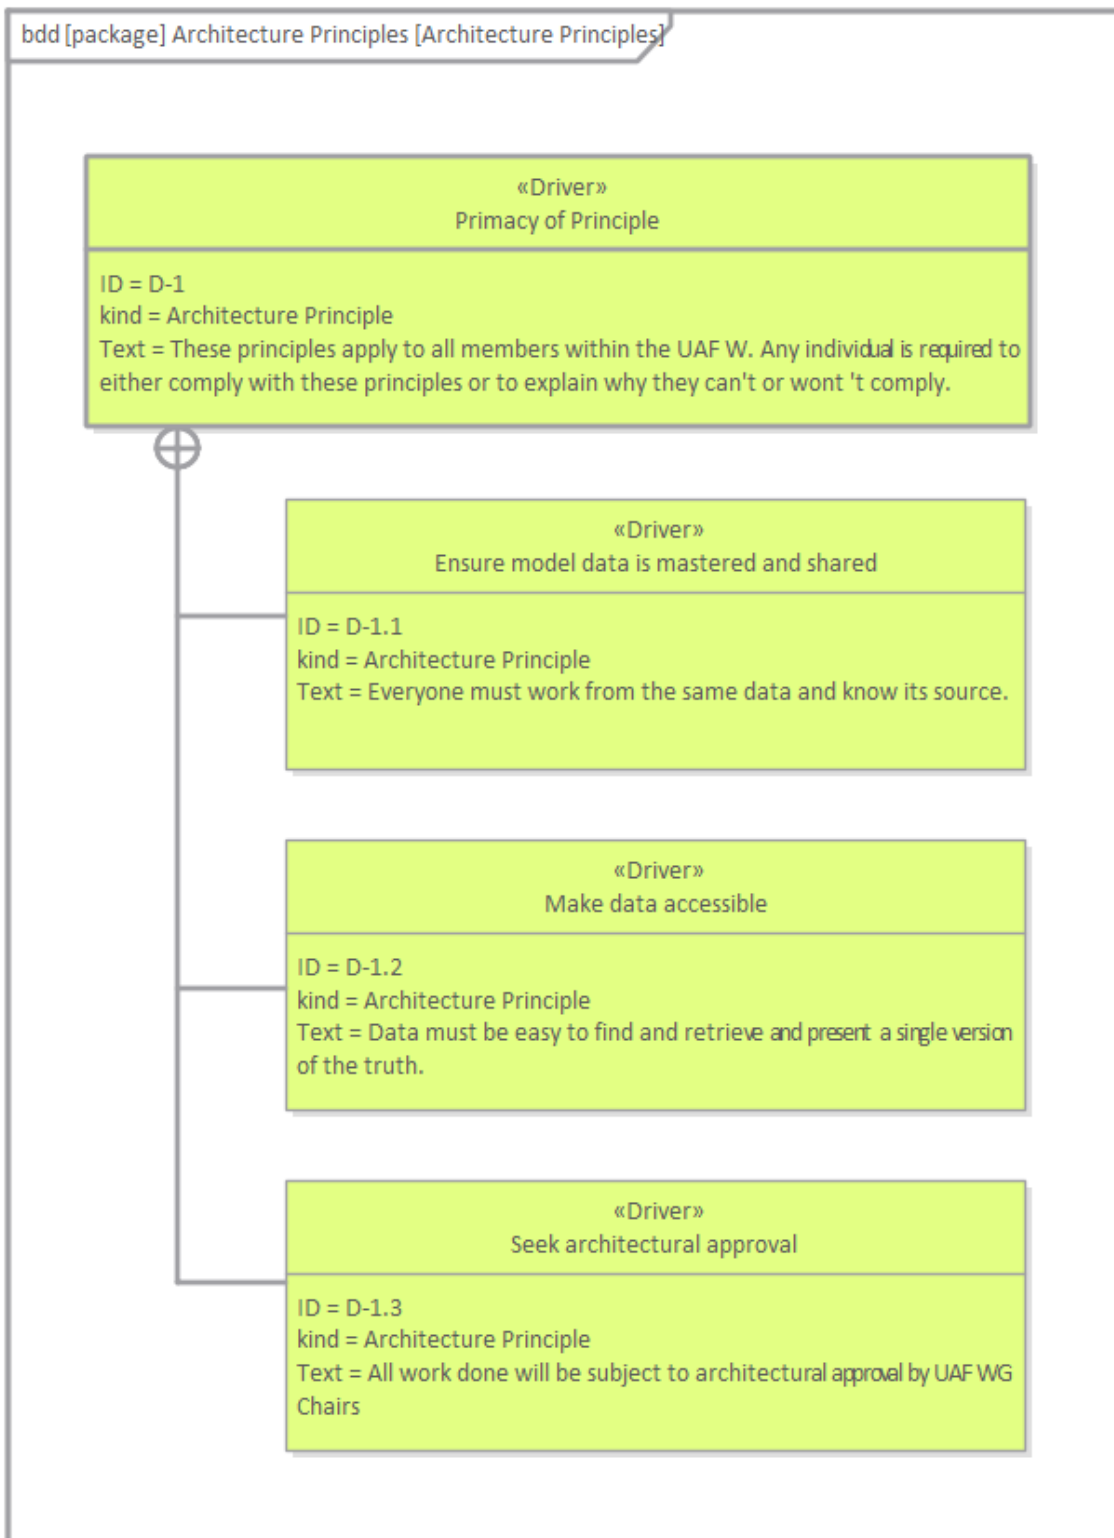 bdd [package] Architecture Principles [Architecture Principles]
«Driver»
Primacy of Principle
ID = D-1
kind = Architecture Principle
Text = These principles apply to all members within the UAF W. Any individual is required to
either comply with these principles or to explain why they can't or wont 't comply.
«Driver»
Ensure model data is mastered and shared
ID = D-1.1
kind = Architecture Principle
Text = Everyone must work from the same data and know its source.
«Driver»
Make data accessible
ID = D-1.2
kind = Architecture Principle
Text = Data must be easy to find and retrieve and present a single version
of the truth.
«Driver»
Seek architectural approval
ID = D-1.3
kind = Architecture Principle
Text = All work done will be subject to architectural approval by UAF WG
Chairs